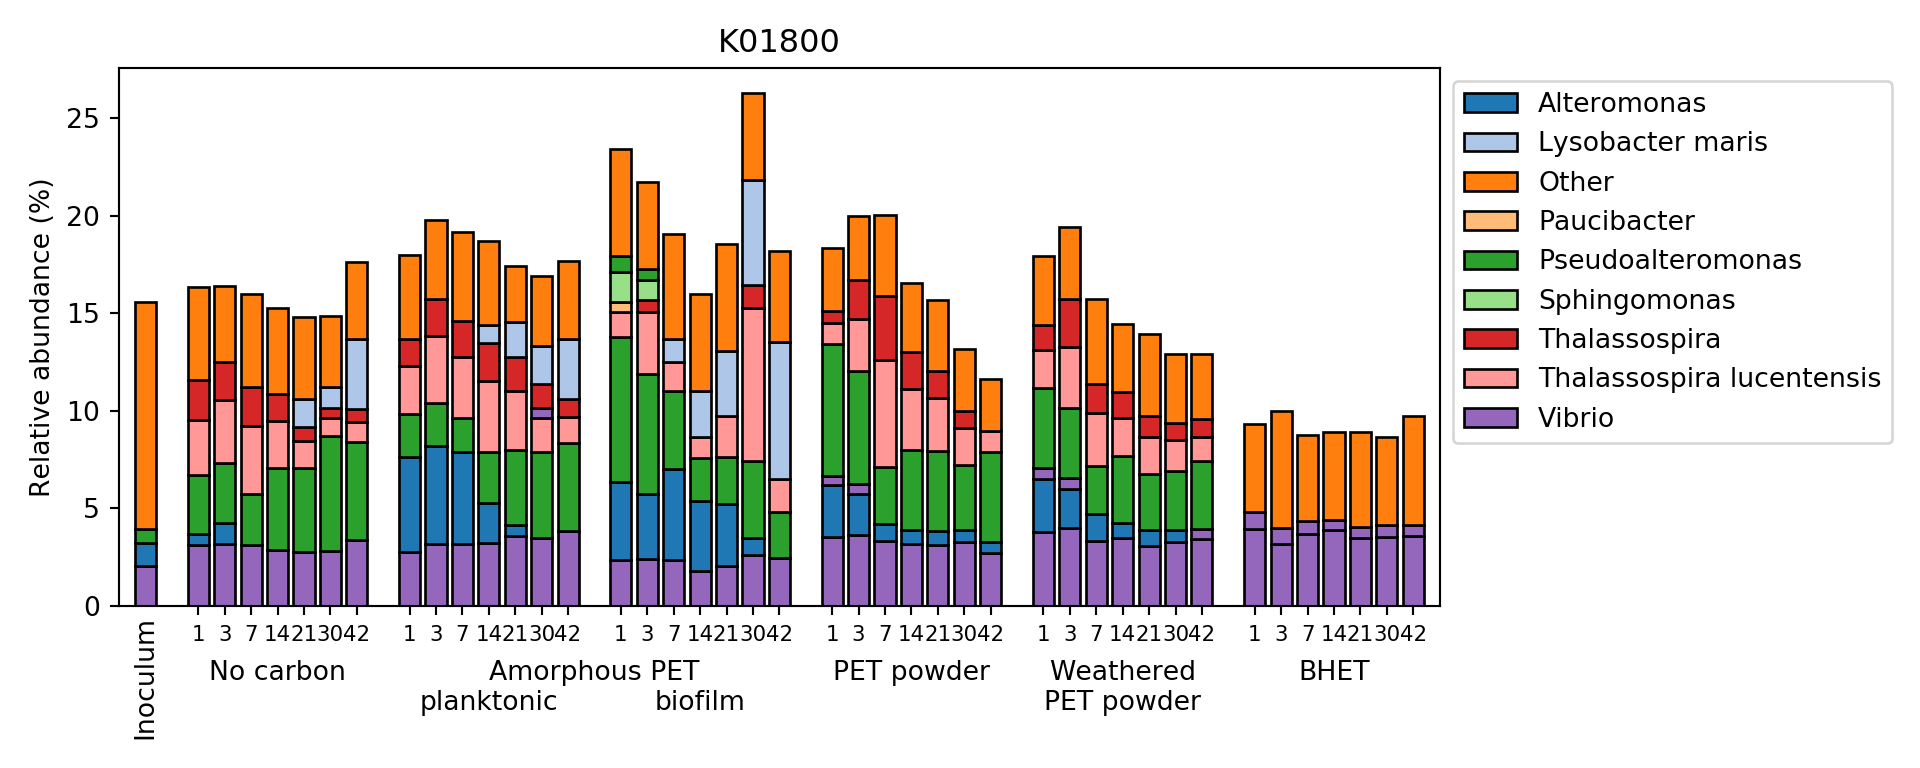 K01800
Relative abundance (%)
25
20
15
10
5
0
Alteromonas
Lysobacter maris
Other
Paucibacter
Pseudoalteromonas
Sphingomonas
Thalassospira
Thalassospira lucentensis
Vibrio
Inoculum
1 3 7 14 21 30 42 1 3 7 14 21 30 42 1 3 7 14 21 30 42 1 3 7 14 21 30 42 1 3 7 14 21 30 42 1 3 7 14 21 30 42
No carbon Amorphous PET PET powder Weathered BHET
planktonic biofilm PET powder